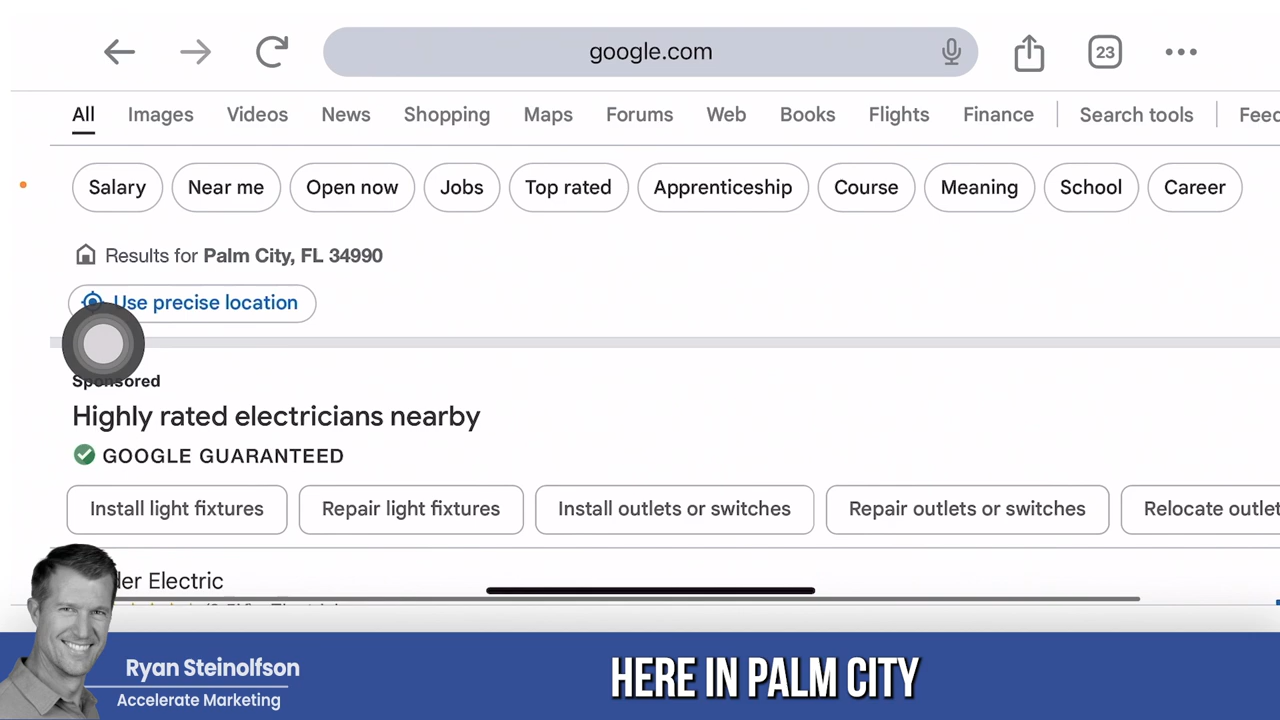 google.com
23
All Images Videos News Shopping Maps Forums Web Books Flights Finance Search tools Feed
Salary Near me Open now Jobs Top rated Apprenticeship Course Meaning School Career
Results for Palm City, FL 34990
Use precise location
Sponsored
Highly rated electricians nearby
GOOGLE GUARANTEED
Install light fixtures Repair light fixtures Install outlets or switches Repair outlets or switches Relocate
Electric
Ryan Steinolfson
Accelerate Marketing
HERE IN PALM CITY